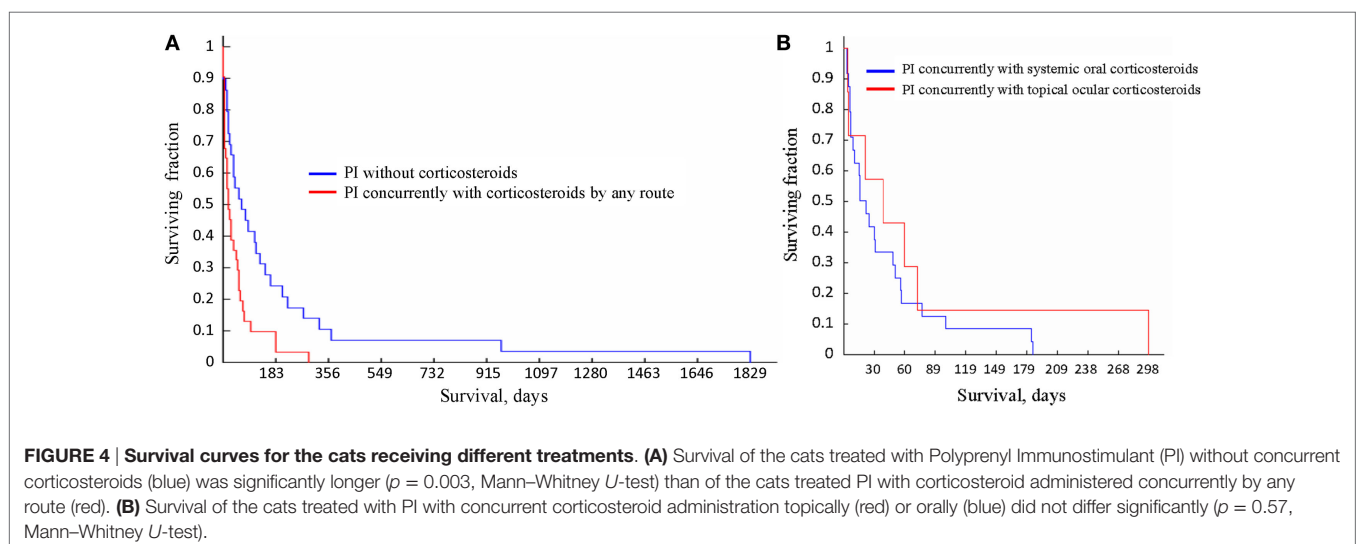 A
1
0.9
0.8
0.7
0.6
0.5
0.4
0.3
0.2
0.1
0
Surviving fraction
PI without corticosteroids
PI concurrently with corticosteroids by any route
183 356 549 732 915 1097 1280 1463 1646 1829
Survival, days
B
1
0.9
0.8
0.7
0.6
0.5
0.4
0.3
0.2
0.1
0
Surviving fraction
PI concurrently with systemic oral corticosteroids
PI concurrently with topical ocular corticosteroids
30 60 89 119 149 179 209 238 268 298
Survival, days
FIGURE 4 | Survival curves for the cats receiving different treatments. (A) Survival of the cats treated with Polyprenyl Immunostimulant (PI) without concurrent
corticosteroids (blue) was significantly longer (p = 0.003, Mann–Whitney U-test) than of the cats treated PI with corticosteroid administered concurrently by any
route (red). (B) Survival of the cats treated with PI with concurrent corticosteroid administration topically (red) or orally (blue) did not differ significantly (p = 0.57,
Mann–Whitney U-test).